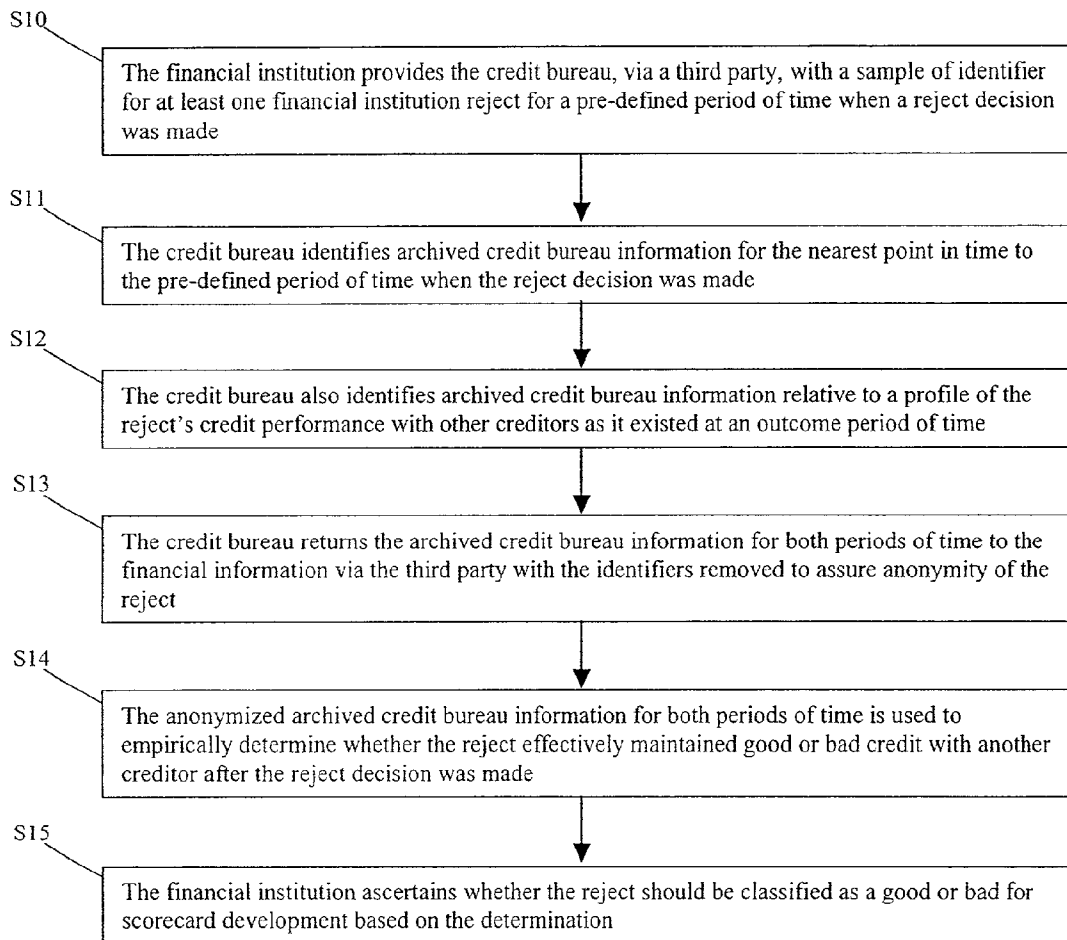 S10
The financial institution provides the credit bureau, via a third party, with a sample of identifier
for at least one financial institution reject for a pre-defined period of time when a reject decision
was made
S11
The credit bureau identifies archived credit bureau information for the nearest point in time to
the pre-defined period of time when the reject decision was made
S12
The credit bureau also identifies archived credit bureau information relative to a profile of the
reject's credit performance with other creditors as it existed at an outcome period of time
S13
The credit bureau returns the archived credit bureau information for both periods of time to the
financial information via the third party with the identifiers removed to assure anonymity of the
reject
S14
The anonymized archived credit bureau information for both periods of time is used to
empirically determine whether the reject effectively maintained good or bad credit with another
creditor after the reject decision was made
S15
The financial institution ascertains whether the reject should be classified as a good or bad for
scorecard development based on the determination